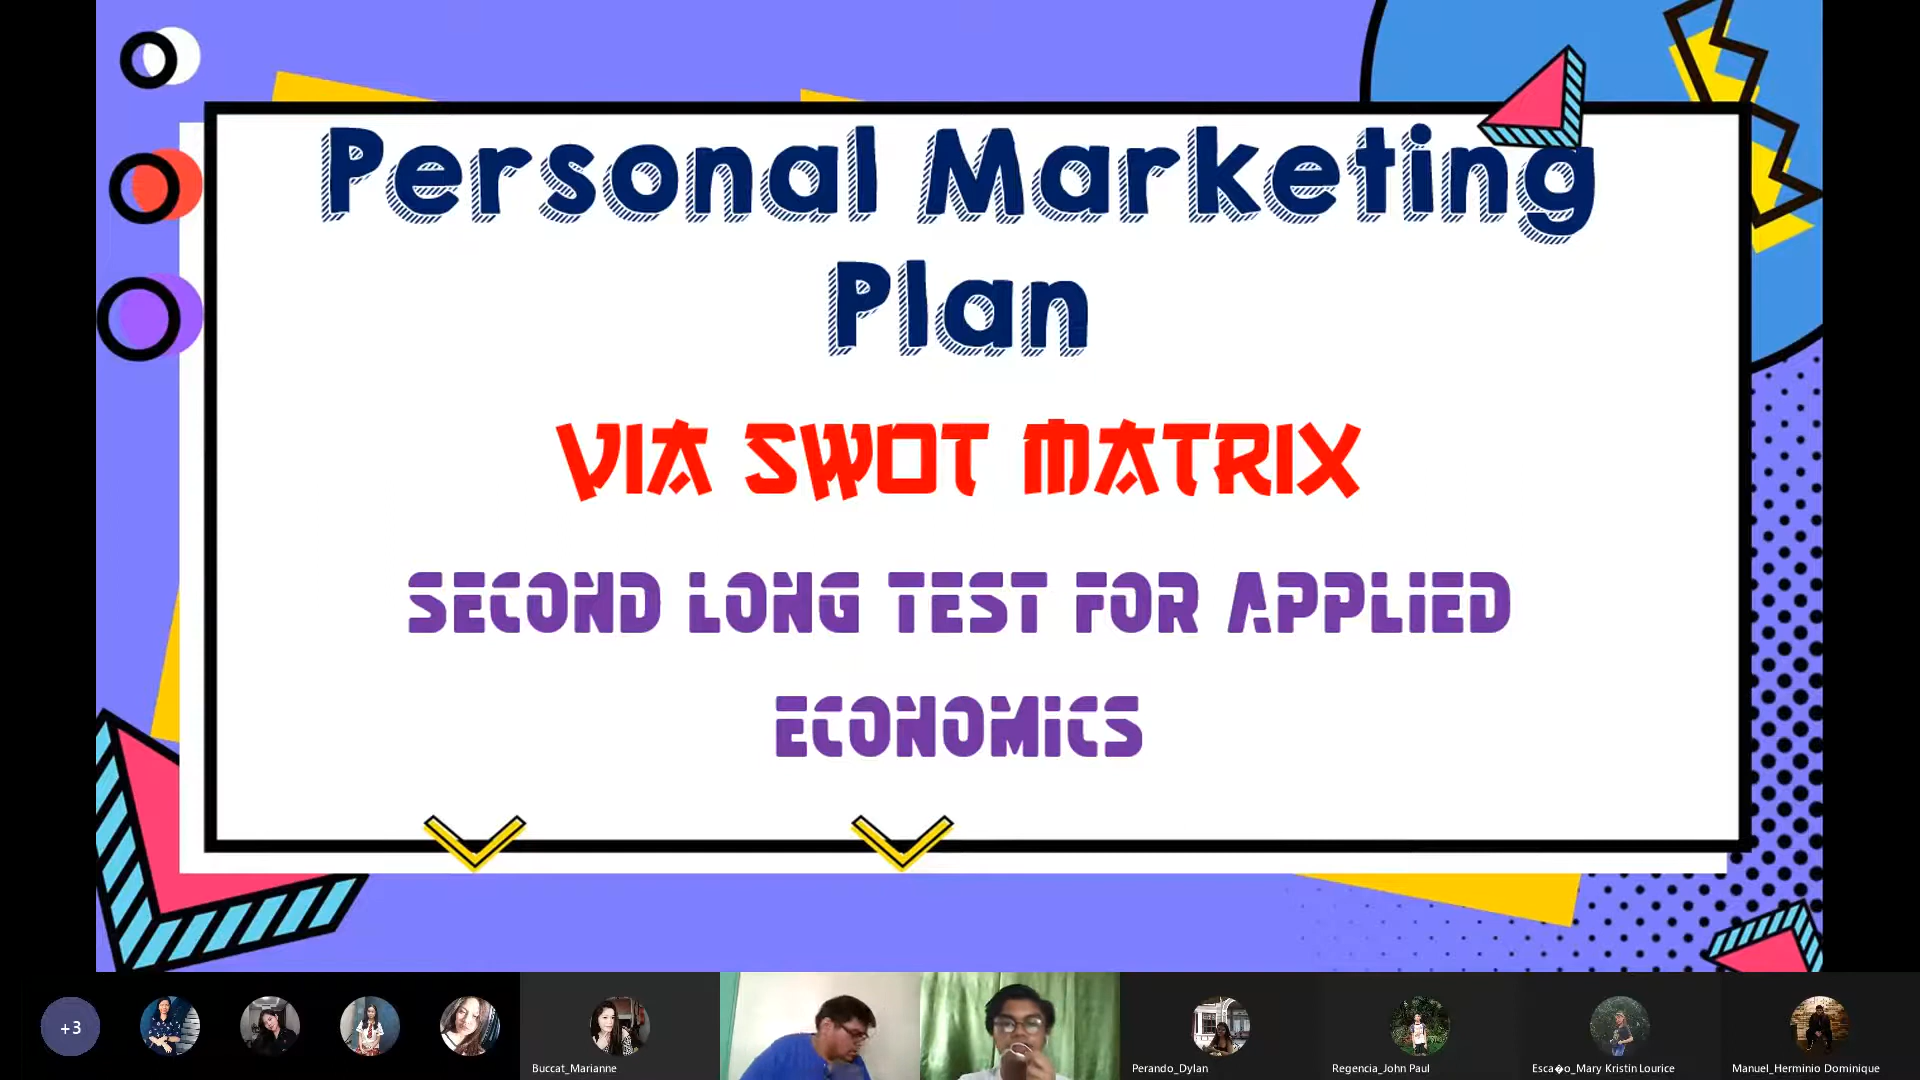 Personal Marketing
Plan
VIA SWOT MATRIX
SECOND LONG TEST FOR APPLIED
ECONOMICS
+3
Buccat_Marianne
Perando_Dylan
Regencia_John Paul
Esca�o_Mary Kristin Lourice
Manuel_Herminio Dominique